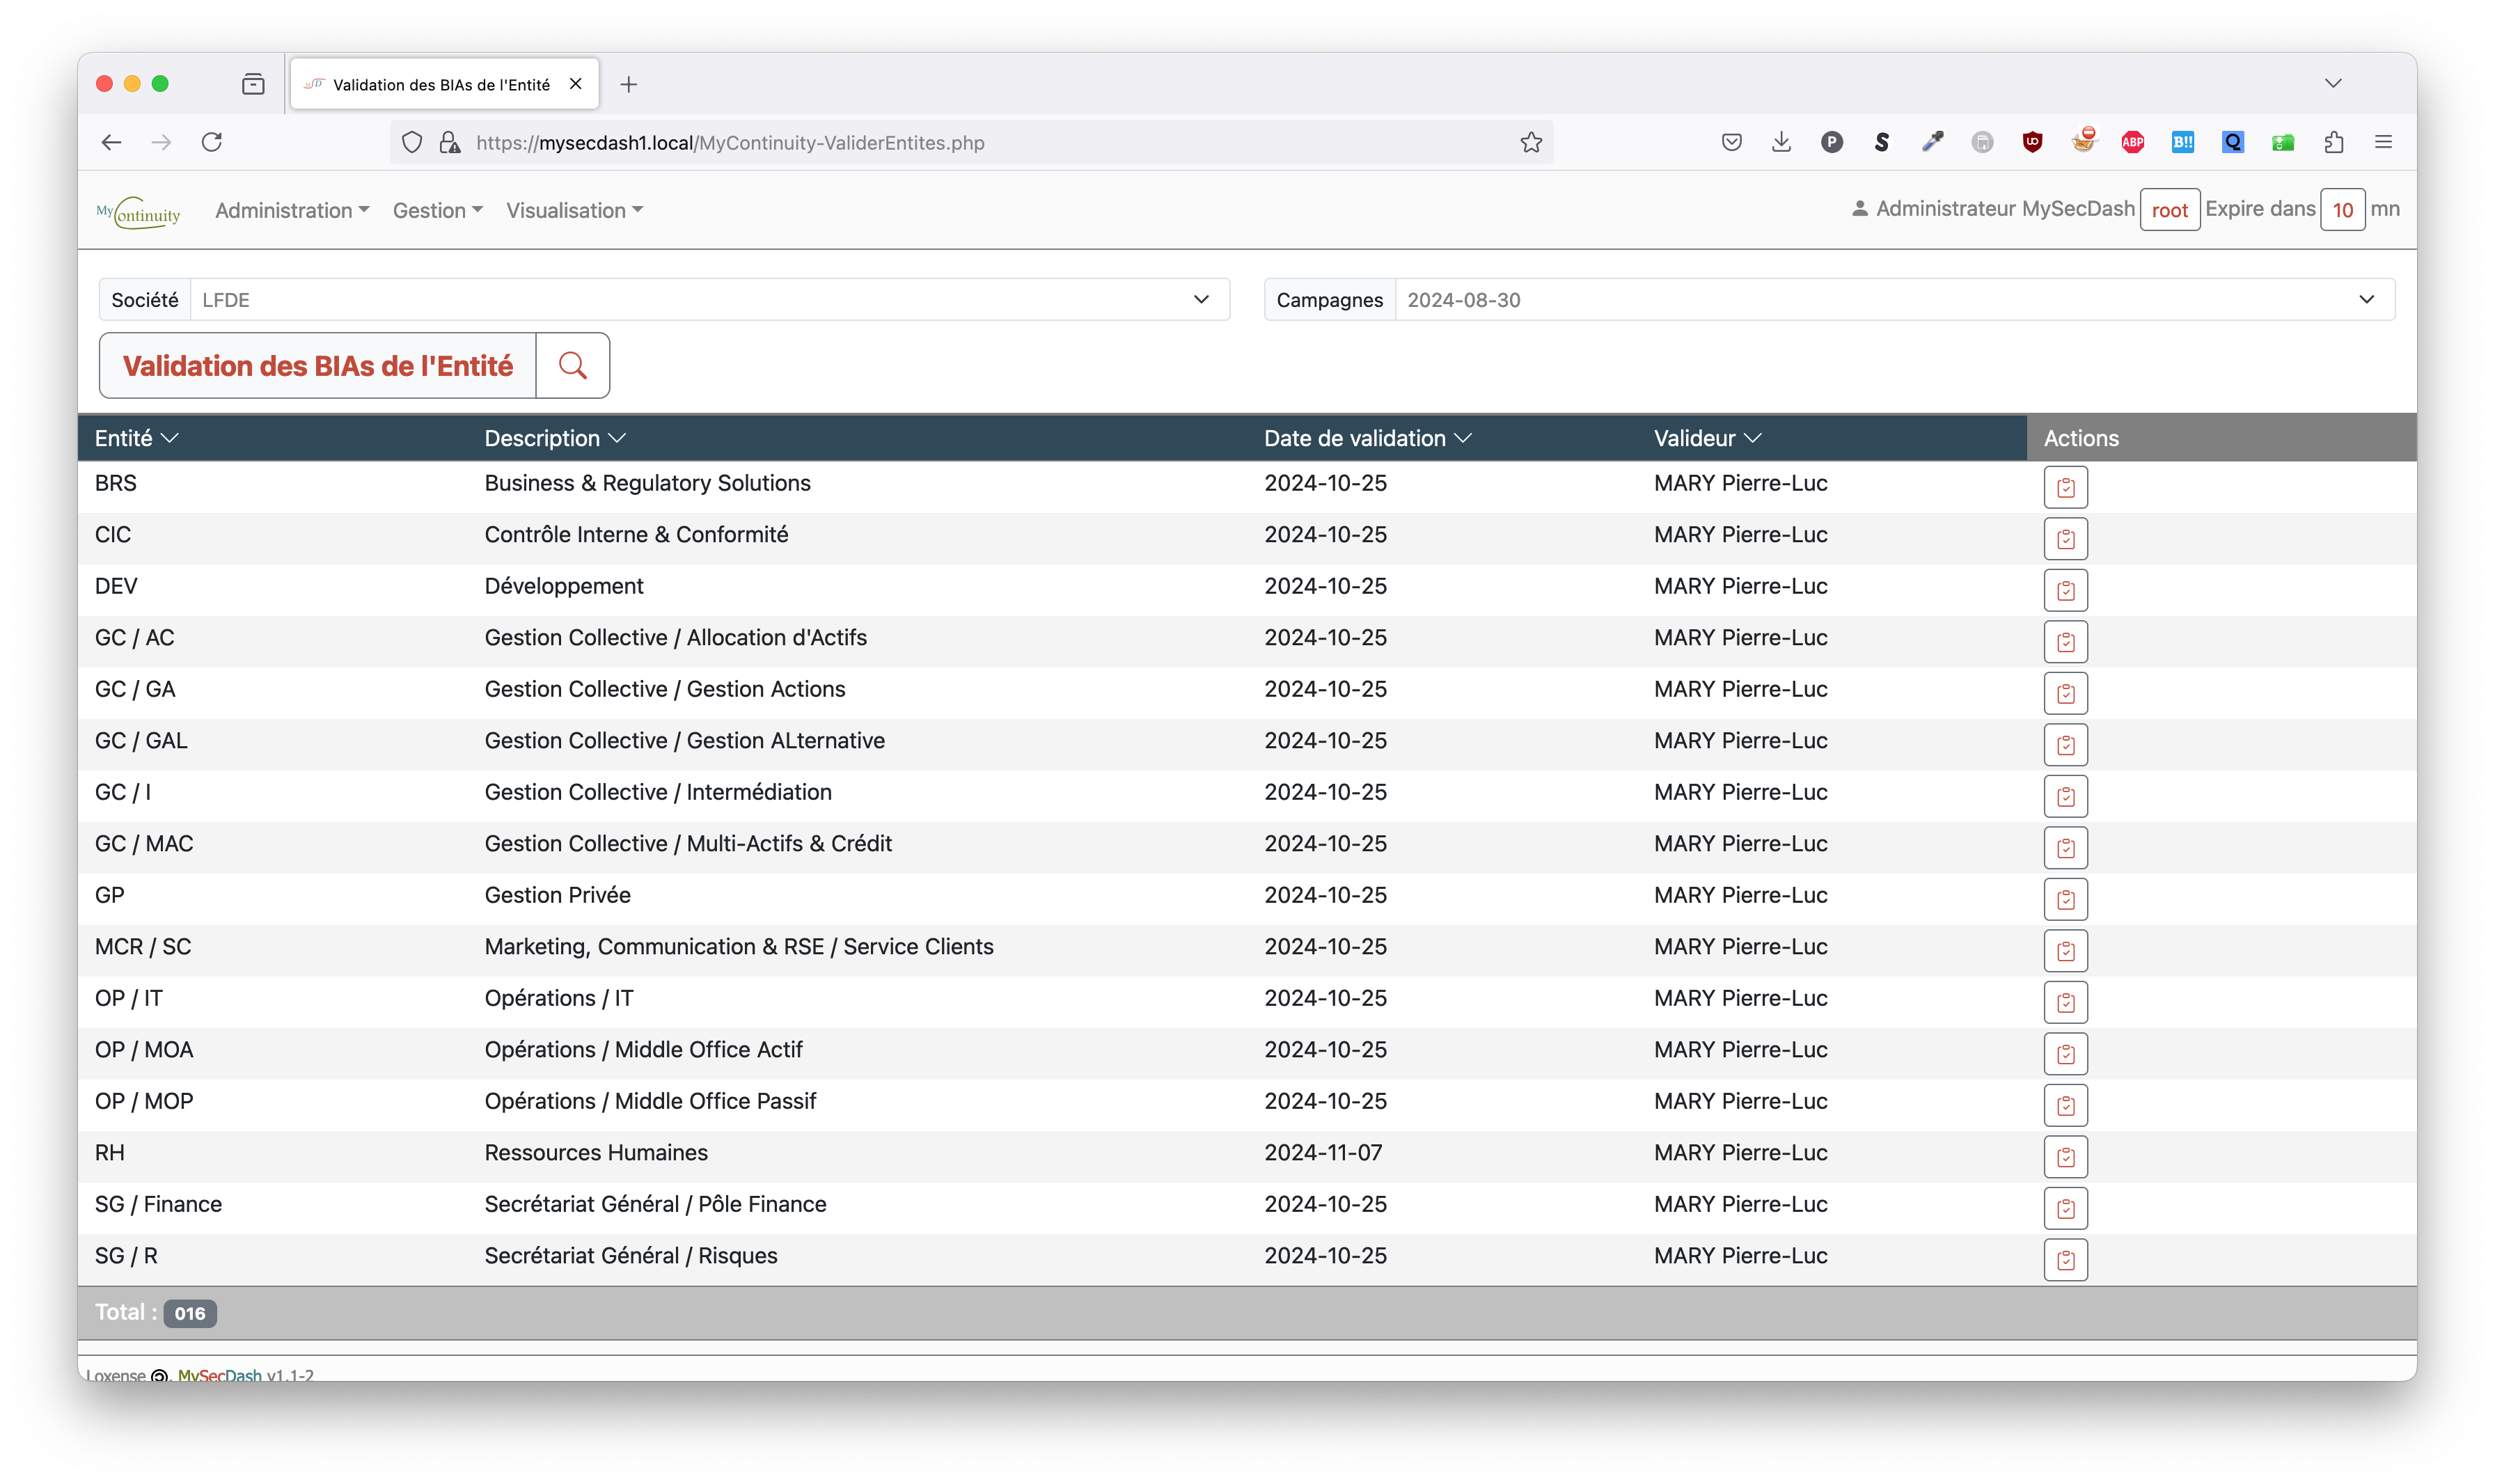 Validation des BIAs de l'Entité
https://mysecdash1.local/MyContinuity-ValiderEntites.php
MyContinuity Administration Gestion Visualisation Administrateur MySecDash root Expire dans 10 mn
Société LFDE Campagnes 2024-08-30
Validation des BIAs de l'Entité
Entité Description Date de validation Valideur Actions
BRS Business & Regulatory Solutions 2024-10-25 MARY Pierre-Luc
CIC Contrôle Interne & Conformité 2024-10-25 MARY Pierre-Luc
DEV Développement 2024-10-25 MARY Pierre-Luc
GC / AC Gestion Collective / Allocation d'Actifs 2024-10-25 MARY Pierre-Luc
GC / GA Gestion Collective / Gestion Actions 2024-10-25 MARY Pierre-Luc
GC / GAL Gestion Collective / Gestion ALternative 2024-10-25 MARY Pierre-Luc
GC / I Gestion Collective / Intermédiation 2024-10-25 MARY Pierre-Luc
GC / MAC Gestion Collective / Multi-Actifs & Crédit 2024-10-25 MARY Pierre-Luc
GP Gestion Privée 2024-10-25 MARY Pierre-Luc
MCR / SC Marketing, Communication & RSE / Service Clients 2024-10-25 MARY Pierre-Luc
OP / IT Opérations / IT 2024-10-25 MARY Pierre-Luc
OP / MOA Opérations / Middle Office Actif 2024-10-25 MARY Pierre-Luc
OP / MOP Opérations / Middle Office Passif 2024-10-25 MARY Pierre-Luc
RH Ressources Humaines 2024-11-07 MARY Pierre-Luc
SG / Finance Secrétariat Général / Pôle Finance 2024-10-25 MARY Pierre-Luc
SG / R Secrétariat Général / Risques 2024-10-25 MARY Pierre-Luc
Total : 016
Loxense, MySecDash v1.1-2